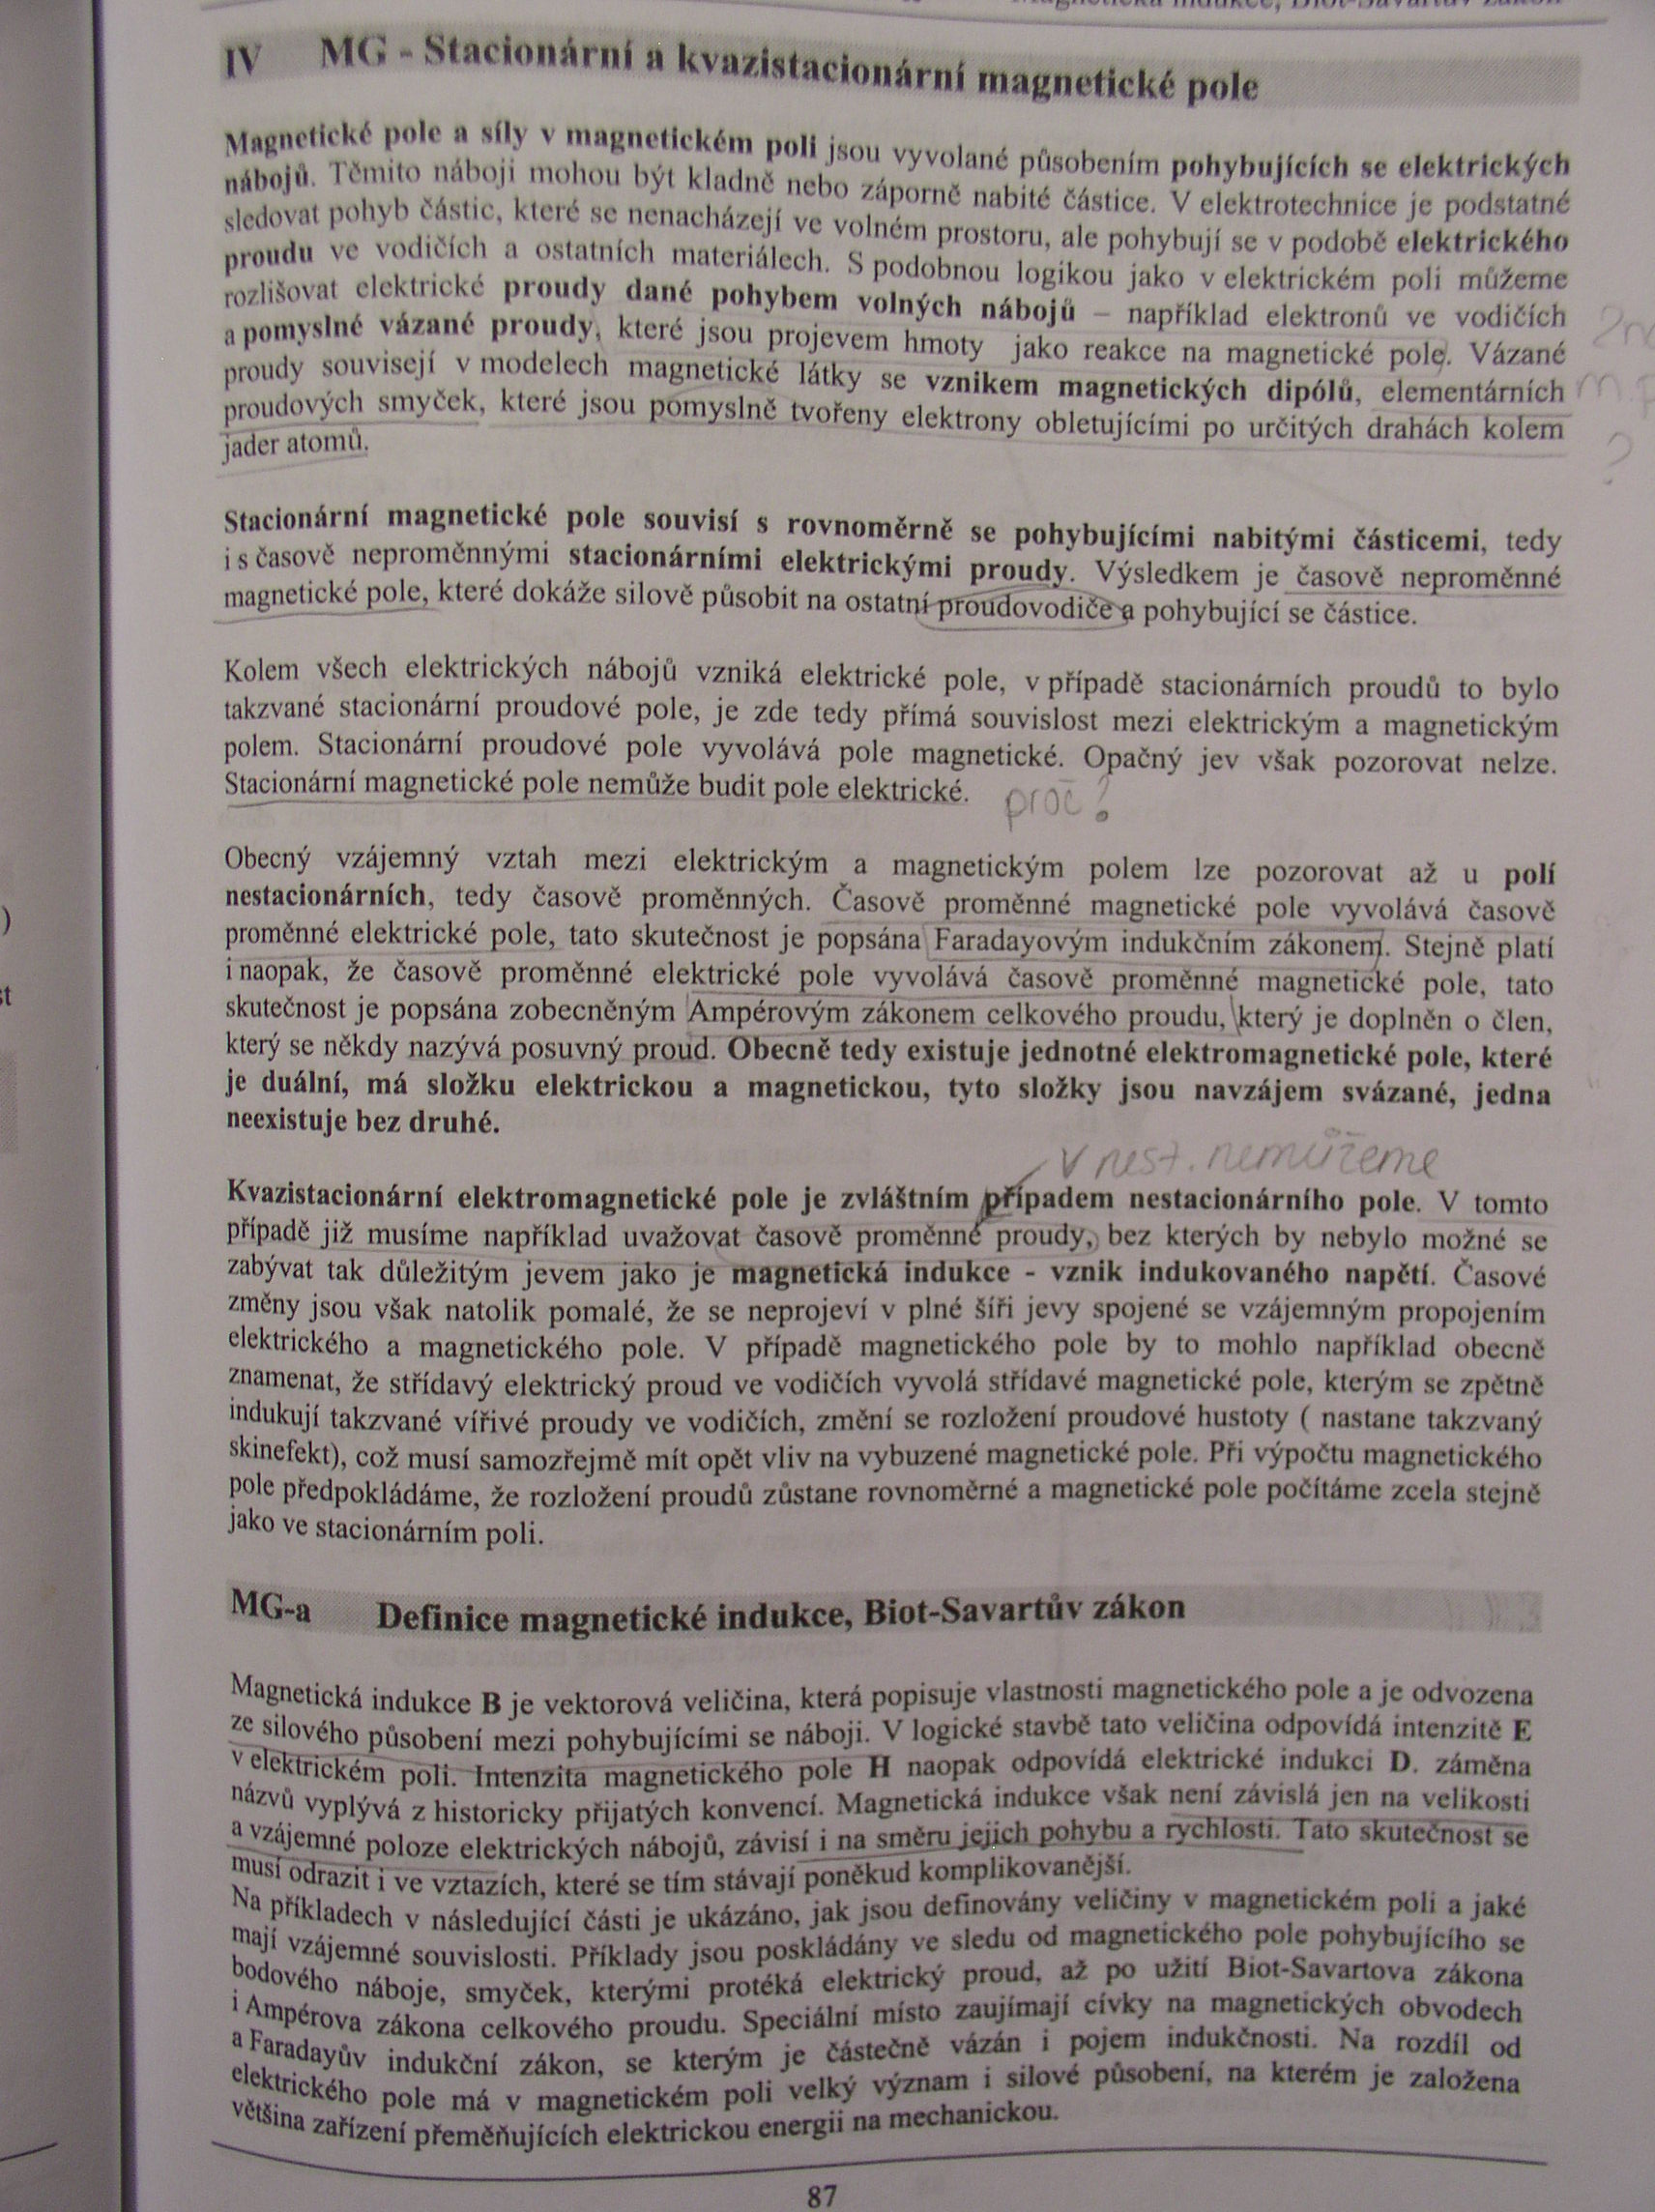 IV MG - Stacionární a kvazistacionární magnetické pole
Magnetické pole a síly v magnetickém poli jsou vyvolané působením pohybujících se elektrických
nábojů. Těmito náboji mohou být kladně nebo záporně nabité částice. V elektrotechnice je podstatné
sledovat pohyb částic, které se nenacházejí ve volném prostoru, ale pohybují se v podobě elektrického
proudu ve vodičích a ostatních materiálech. S podobnou logikou jako v elektrickém poli můžeme
rozlišovat elektrické proudy dané pohybem volných nábojů – například elektronů ve vodičích
a pomyslné vázané proudy, které jsou projevem hmoty jako reakce na magnetické pole. Vázané
proudy souvisejí v modelech magnetické látky se vznikem magnetických dipólů, elementárních
proudových smyček, které jsou pomyslně tvořeny elektrony obletujícími po určitých drahách kolem
jader atomů.
?
Stacionární magnetické pole souvisí s rovnoměrně se pohybujícími nabitými částicemi, tedy
i s časově neproměnnými stacionárními elektrickými proudy. Výsledkem je časově neproměnné
magnetické pole, které dokáže silově působit na ostatní proudovodiče a pohybující se částice.
Kolem všech elektrických nábojů vzniká elektrické pole, v případě stacionárních proudů to bylo
takzvané stacionární proudové pole, je zde tedy přímá souvislost mezi elektrickým a magnetickým
polem. Stacionární proudové pole vyvolává pole magnetické. Opačný jev však pozorovat nelze.
Stacionární magnetické pole nemůže budit pole elektrické. proč?
Obecný vzájemný vztah mezi elektrickým a magnetickým polem lze pozorovat až u polí
nestacionárních, tedy časově proměnných. Časově proměnné magnetické pole vyvolává časově
proměnné elektrické pole, tato skutečnost je popsána Faradayovým indukčním zákonem. Stejně platí
i naopak, že časově proměnné elektrické pole vyvolává časově proměnné magnetické pole, tato
skutečnost je popsána zobecněným Ampérovým zákonem celkového proudu, který je doplněn o člen,
který se někdy nazývá posuvný proud. Obecně tedy existuje jednotné elektromagnetické pole, které
je duální, má složku elektrickou a magnetickou, tyto složky jsou navzájem svázané, jedna
neexistuje bez druhé.
v nest. nemůžeme
Kvazistacionární elektromagnetické pole je zvláštním případem nestacionárního pole. V tomto
případě již musíme například uvažovat časově proměnné proudy, bez kterých by nebylo možné se
zabývat tak důležitým jevem jako je magnetická indukce - vznik indukovaného napětí. Časové
změny jsou však natolik pomalé, že se neprojeví v plné šíři jevy spojené se vzájemným propojením
elektrického a magnetického pole. V případě magnetického pole by to mohlo například obecně
znamenat, že střídavý elektrický proud ve vodičích vyvolá střídavé magnetické pole, kterým se zpětně
indukují takzvané vířivé proudy ve vodičích, změní se rozložení proudové hustoty ( nastane takzvaný
skinefekt), což musí samozřejmě mít opět vliv na vybuzené magnetické pole. Při výpočtu magnetického
pole předpokládáme, že rozložení proudů zůstane rovnoměrné a magnetické pole počítáme zcela stejně
jako ve stacionárním poli.
MG-a Definice magnetické indukce, Biot-Savartův zákon
Magnetická indukce B je vektorová veličina, která popisuje vlastnosti magnetického pole a je odvozena
ze silového působení mezi pohybujícími se náboji. V logické stavbě tato veličina odpovídá intenzitě E
v elektrickém poli. Intenzita magnetického pole H naopak odpovídá elektrické indukci D. záměna
názvů vyplývá z historicky přijatých konvencí. Magnetická indukce však není závislá jen na velikosti
a vzájemné poloze elektrických nábojů, závisí i na směru jejich pohybu a rychlosti. Tato skutečnost se
musí odrazit i ve vztazích, které se tím stávají poněkud komplikovanější.
Na příkladech v následující části je ukázáno, jak jsou definovány veličiny v magnetickém poli a jaké
mají vzájemné souvislosti. Příklady jsou poskládány ve sledu od magnetického pole pohybujícího se
bodového náboje, smyček, kterými protéká elektrický proud, až po užití Biot-Savartova zákona
i Ampérova zákona celkového proudu. Speciální místo zaujímají cívky na magnetických obvodech
a Faradayův indukční zákon, se kterým je částečně vázán i pojem indukčnosti. Na rozdíl od
elektrického pole má v magnetickém poli velký význam i silové působení, na kterém je založena
většina zařízení přeměňujících elektrickou energii na mechanickou.
87